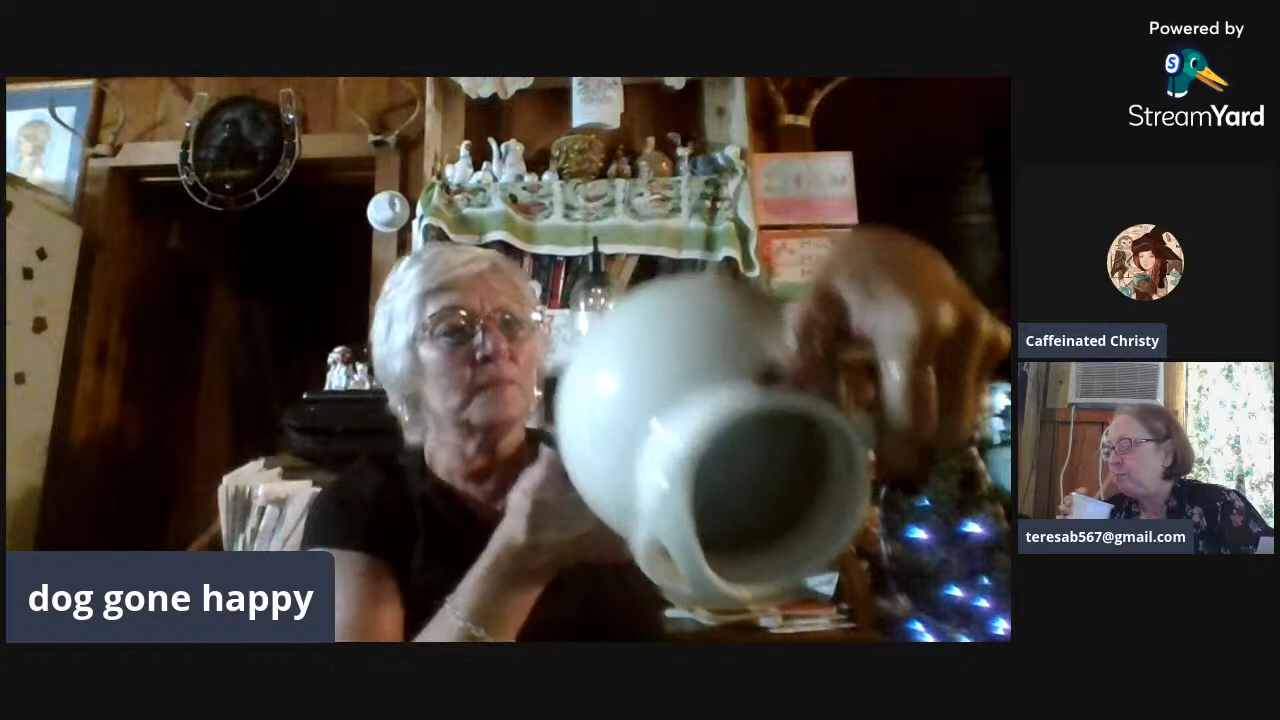 Powered by
S
StreamYard
Caffeinated Christy
teresab567@gmail.com
dog gone happy